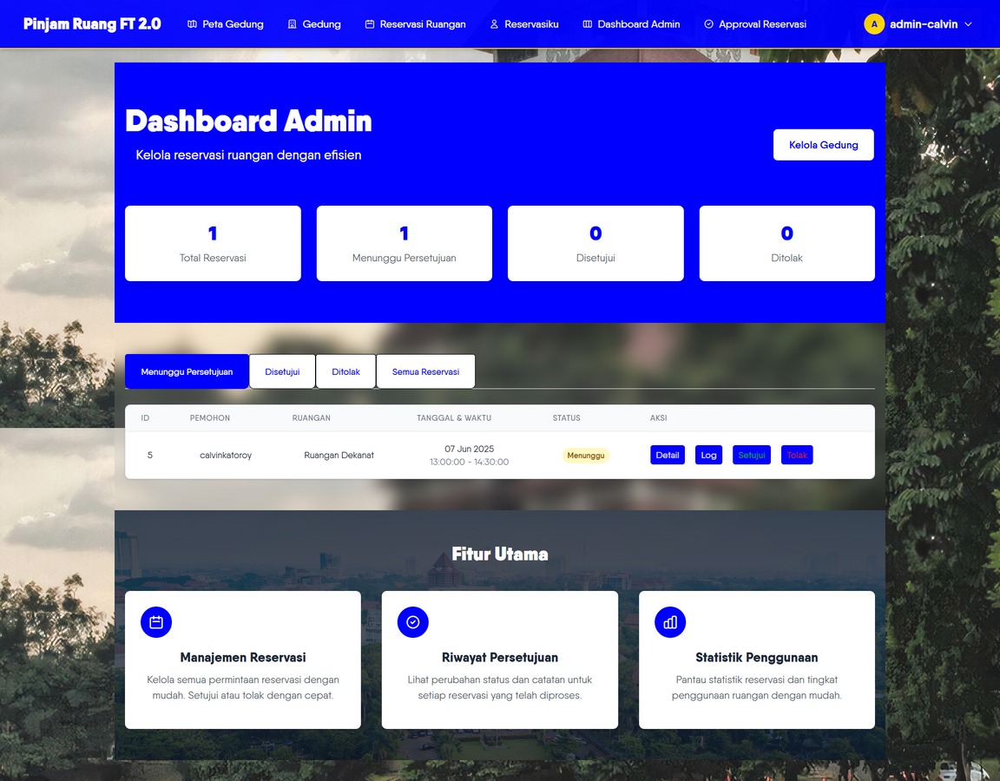 Pinjam Ruang FT 2.0
Peta Gedung
Gedung
Reservasi Ruangan
Reservasiku
Dashboard Admin
Approval Reservasi
A
admin-calvin
Dashboard Admin
Kelola reservasi ruangan dengan efisien
Kelola Gedung
1
Total Reservasi
1
Menunggu Persetujuan
0
Disetujui
0
Ditolak
Menunggu Persetujuan
Disetujui
Ditolak
Semua Reservasi
ID PEMOHON RUANGAN TANGGAL & WAKTU STATUS AKSI
5 calvinkatoroy Ruangan Dekanat 07 Jun 2025 Menunggu Detail Log Setujui Tolak
13:00:00 - 14:30:00
Fitur Utama
Manajemen Reservasi
Kelola semua permintaan reservasi dengan
mudah. Setujui atau tolak dengan cepat.
Riwayat Persetujuan
Lihat perubahan status dan catatan untuk
setiap reservasi yang telah diproses.
Statistik Penggunaan
Pantau statistik reservasi dan tingkat
penggunaan ruangan dengan mudah.